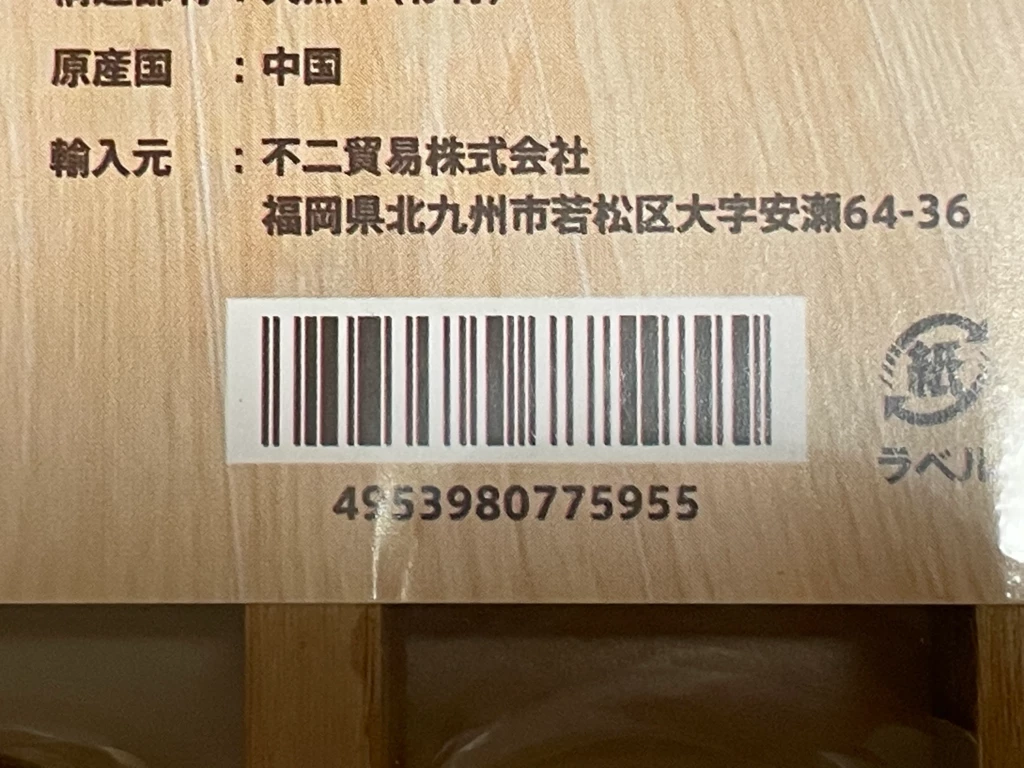 原産国 : 中国
輸入元 : 不二貿易株式会社
福岡県北九州市若松区大字安瀬64-36
紙
ラベル
4953980775955